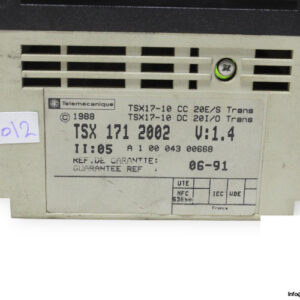 Telemecanique
TSX17-10 CC 20E/S Trans
© 1988 TSX17-10 DC 20I/O Trans
TSX 171 2002 V:1.4
II:05 A 1 00 043 00668
REF.DE GARANTIE:
GUARANTEE REF : 06-91
UTE
NFC
IEC VDE
France
012